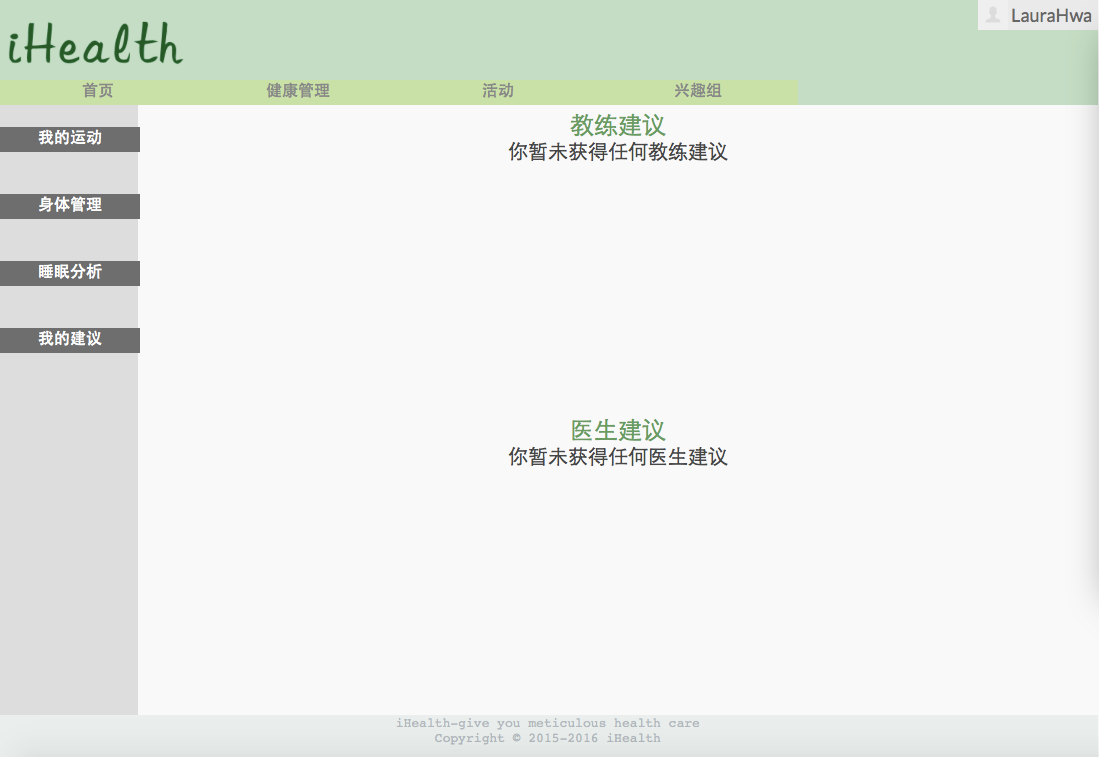 LauraHwa
iHealth
首页 健康管理 活动 兴趣组
我的运动
身体管理
睡眠分析
我的建议
教练建议
你暂未获得任何教练建议
医生建议
你暂未获得任何医生建议
iHealth-give you meticulous health care
Copyright © 2015-2016 iHealth